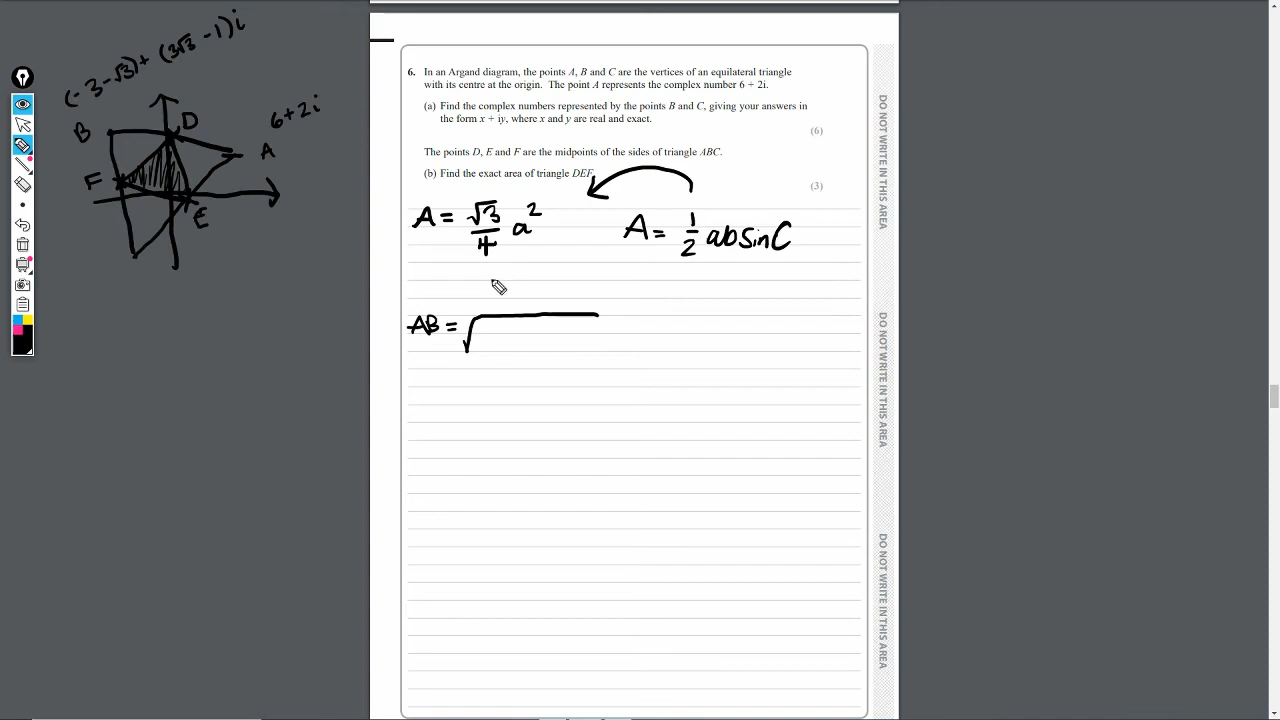 (-3-√3)+(3√3-1)i
6+2i
B
D
A
F
E
6. In an Argand diagram, the points A, B and C are the vertices of an equilateral triangle
with its centre at the origin. The point A represents the complex number 6 + 2i.
(a) Find the complex numbers represented by the points B and C, giving your answers in
the form x + iy, where x and y are real and exact.
(6)
The points D, E and F are the midpoints of the sides of triangle ABC.
(b) Find the exact area of triangle DEF.
(3)
A = √3/4 a²
A = 1/2 ab sin C
AB = √
DO NOT WRITE IN THIS AREA
DO NOT WRITE IN THIS AREA
DO NOT WRITE IN THIS AREA